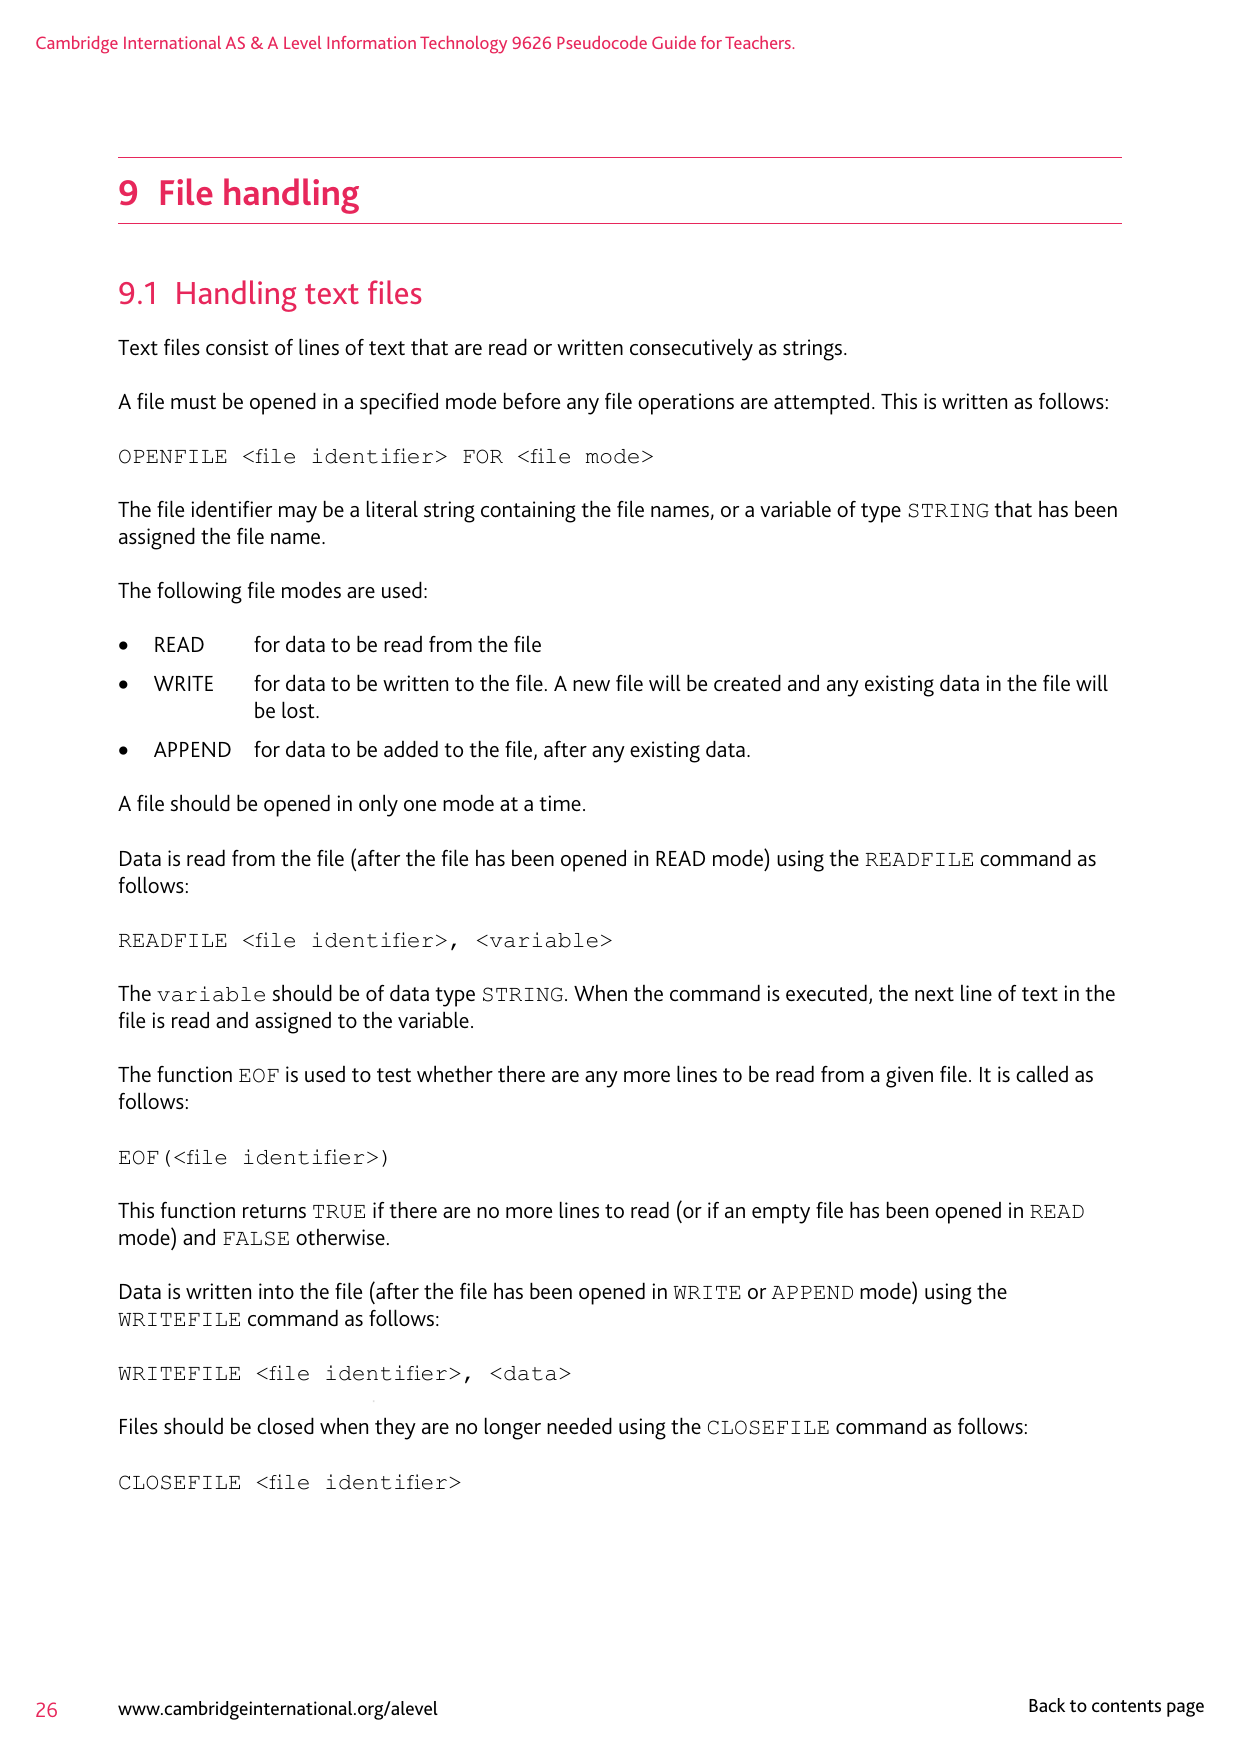 Cambridge International AS & A Level Information Technology 9626 Pseudocode Guide for Teachers.
9 File handling
9.1 Handling text files
Text files consist of lines of text that are read or written consecutively as strings.
A file must be opened in a specified mode before any file operations are attempted. This is written as follows:
OPENFILE <file identifier> FOR <file mode>
The file identifier may be a literal string containing the file names, or a variable of type STRING that has been
assigned the file name.
The following file modes are used:
• READ for data to be read from the file
• WRITE for data to be written to the file. A new file will be created and any existing data in the file will
be lost.
• APPEND for data to be added to the file, after any existing data.
A file should be opened in only one mode at a time.
Data is read from the file (after the file has been opened in READ mode) using the READFILE command as
follows:
READFILE <file identifier>, <variable>
The variable should be of data type STRING. When the command is executed, the next line of text in the
file is read and assigned to the variable.
The function EOF is used to test whether there are any more lines to be read from a given file. It is called as
follows:
EOF(<file identifier>)
This function returns TRUE if there are no more lines to read (or if an empty file has been opened in READ
mode) and FALSE otherwise.
Data is written into the file (after the file has been opened in WRITE or APPEND mode) using the
WRITEFILE command as follows:
WRITEFILE <file identifier>, <data>
Files should be closed when they are no longer needed using the CLOSEFILE command as follows:
CLOSEFILE <file identifier>
26 www.cambridgeinternational.org/alevel Back to contents page